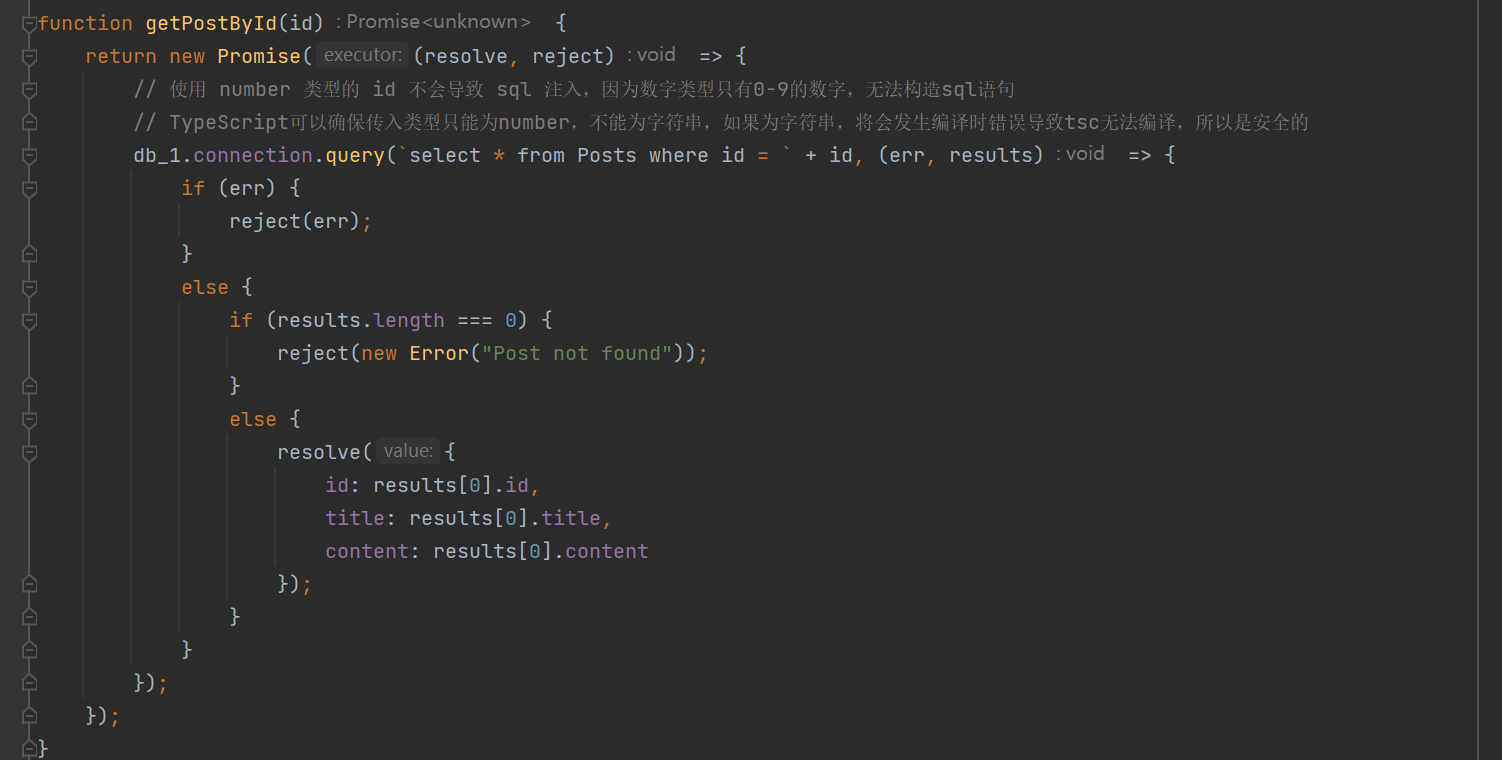 function getPostById(id) : Promise<unknown> {
return new Promise( executor: (resolve, reject) : void => {
// 使用 number 类型的 id 不会导致 sql 注入，因为数字类型只有0-9的数字，无法构造sql语句
// TypeScript可以确保传入类型只能为number，不能为字符串，如果为字符串，将会发生编译时错误导致tsc无法编译，所以是安全的
db_1.connection.query(`select * from Posts where id = ` + id, (err, results) : void => {
if (err) {
reject(err);
}
else {
if (results.length === 0) {
reject(new Error("Post not found"));
}
else {
resolve( value: {
id: results[0].id,
title: results[0].title,
content: results[0].content
});
}
}
});
});
}